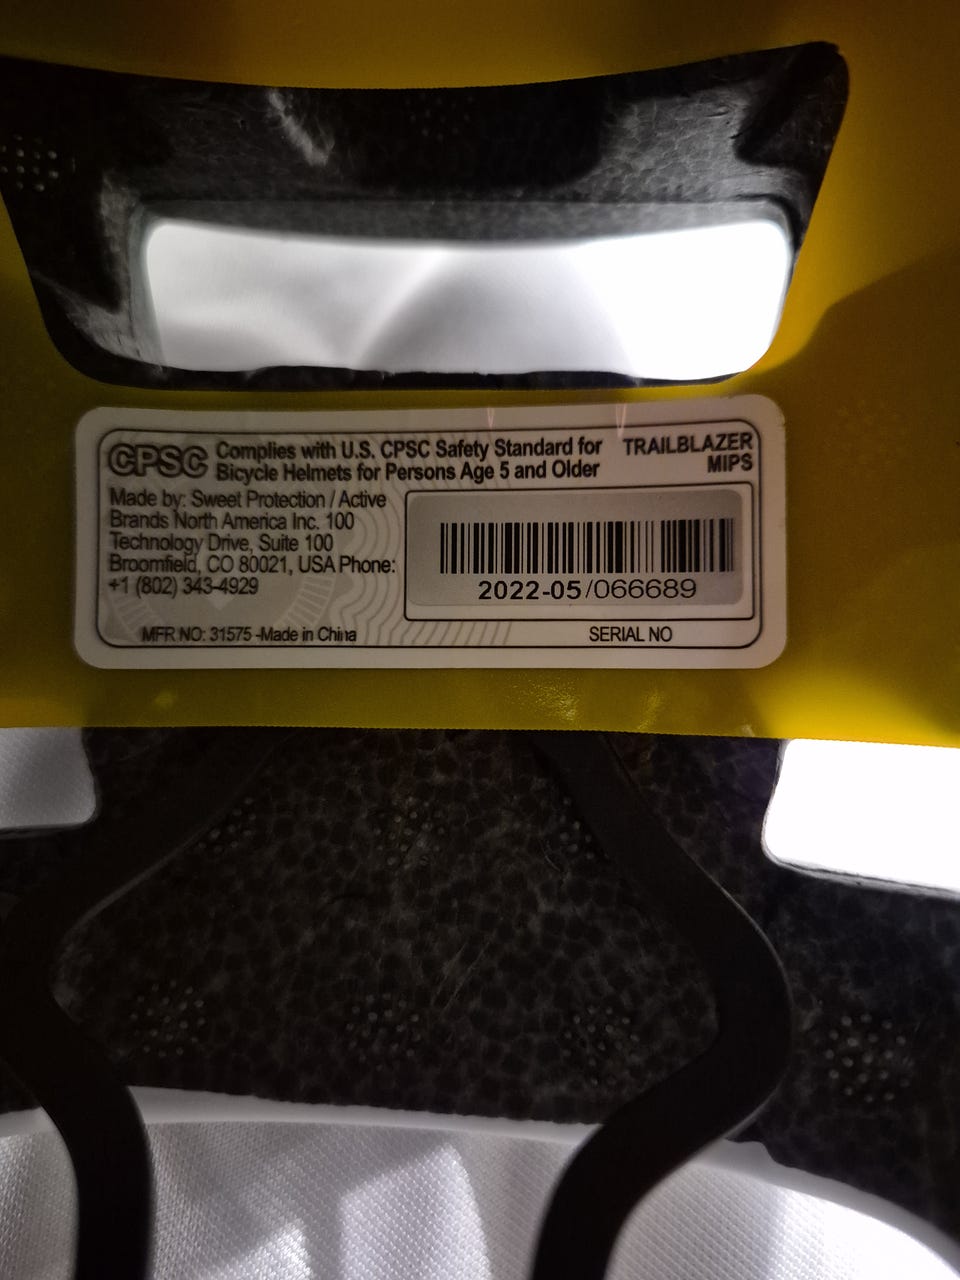 CPSC Complies with U.S. CPSC Safety Standard for
Bicycle Helmets for Persons Age 5 and Older
TRAILBLAZER
MIPS
Made by: Sweet Protection / Active
Brands North America Inc. 100
Technology Drive, Suite 100
Broomfield, CO 80021, USA Phone:
+1 (802) 343-4929
2022-05/066689
MFR NO: 31575 -Made in China
SERIAL NO